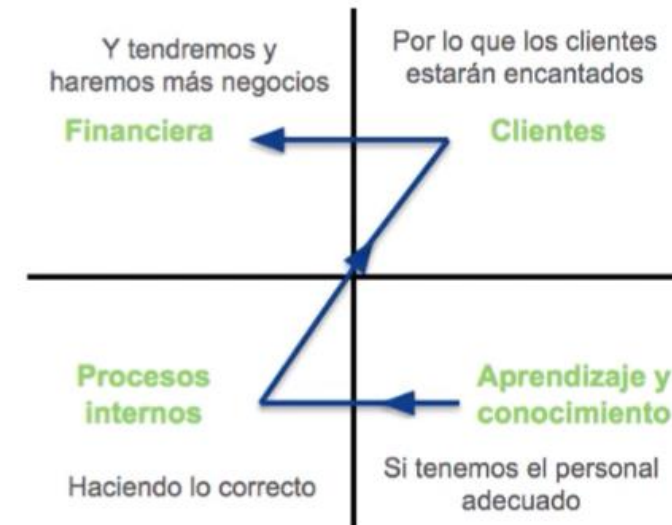 Y tendremos y
haremos más negocios
Financiera
Por lo que los clientes
estarán encantados
Clientes
Procesos
internos
Haciendo lo correcto
Aprendizaje y
conocimiento
Si tenemos el personal
adecuado